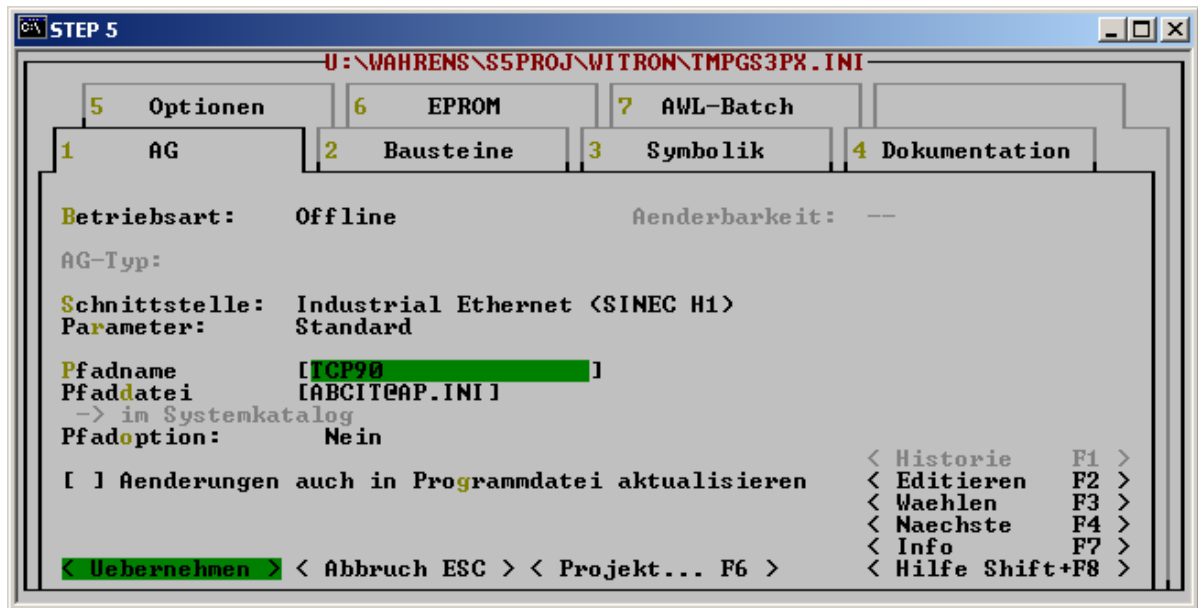 STEP 5
U:\WAHRENS\S5PROJ\WITRON\TMPGS3PX.INI
5 Optionen 6 EPROM 7 AWL-Batch
1 AG 2 Bausteine 3 Symbolik 4 Dokumentation
Betriebsart: Offline Aenderbarkeit: --
AG-Typ:
Schnittstelle: Industrial Ethernet (SINEC H1)
Parameter: Standard
Pfadname [TCP90 ]
Pfaddatei [ABCIT@AP.INI]
-> im Systemkatalog
Pfadoption: Nein
< Historie F1 >
[ ] Aenderungen auch in Programmdatei aktualisieren < Editieren F2 >
< Waehlen F3 >
< Naechste F4 >
< Info F7 >
< Uebernehmen > < Abbruch ESC > < Projekt... F6 > < Hilfe Shift+F8 >